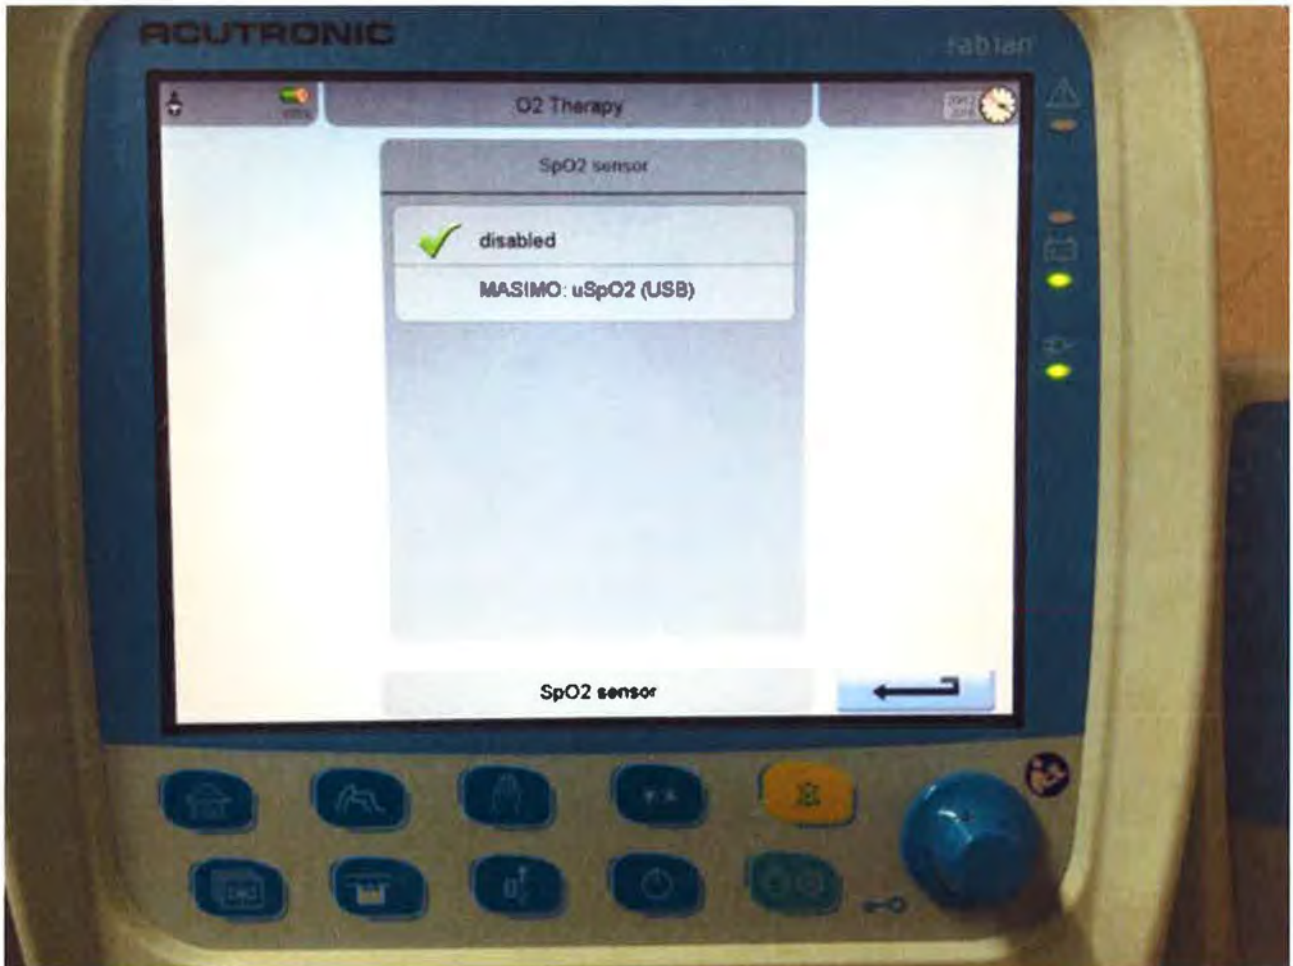 ACUTRONIC
fabian
O2 Therapy
SpO2 sensor
disabled
MASIMO: uSpO2 (USB)
SpO2 sensor